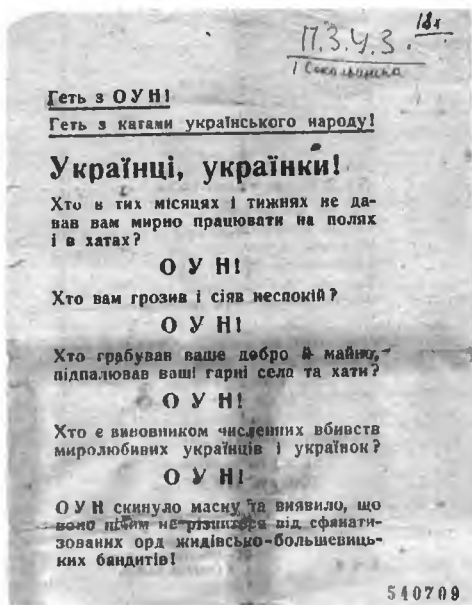 18х
П.З.У.З.
Геть з ОУН!
Геть з катами українського народу!
Українці, українки!
Хто в тих місяцях і тижнях не да-
вав вам мирно працювати на полях
і в хатах?
ОУН!
Хто вам грозив і сіяв неспокій?
ОУН!
Хто грабував ваше добро й майно,
підпалював ваші гарні села та хати?
ОУН!
Хто є виновником численних вбивств
миролюбивих українців і українок?
ОУН!
ОУН скинуло маску та виявило, що
воно нічим не різниться від сфанати-
зованих орд жидівсько-большевиць-
ких бандитів!
540709